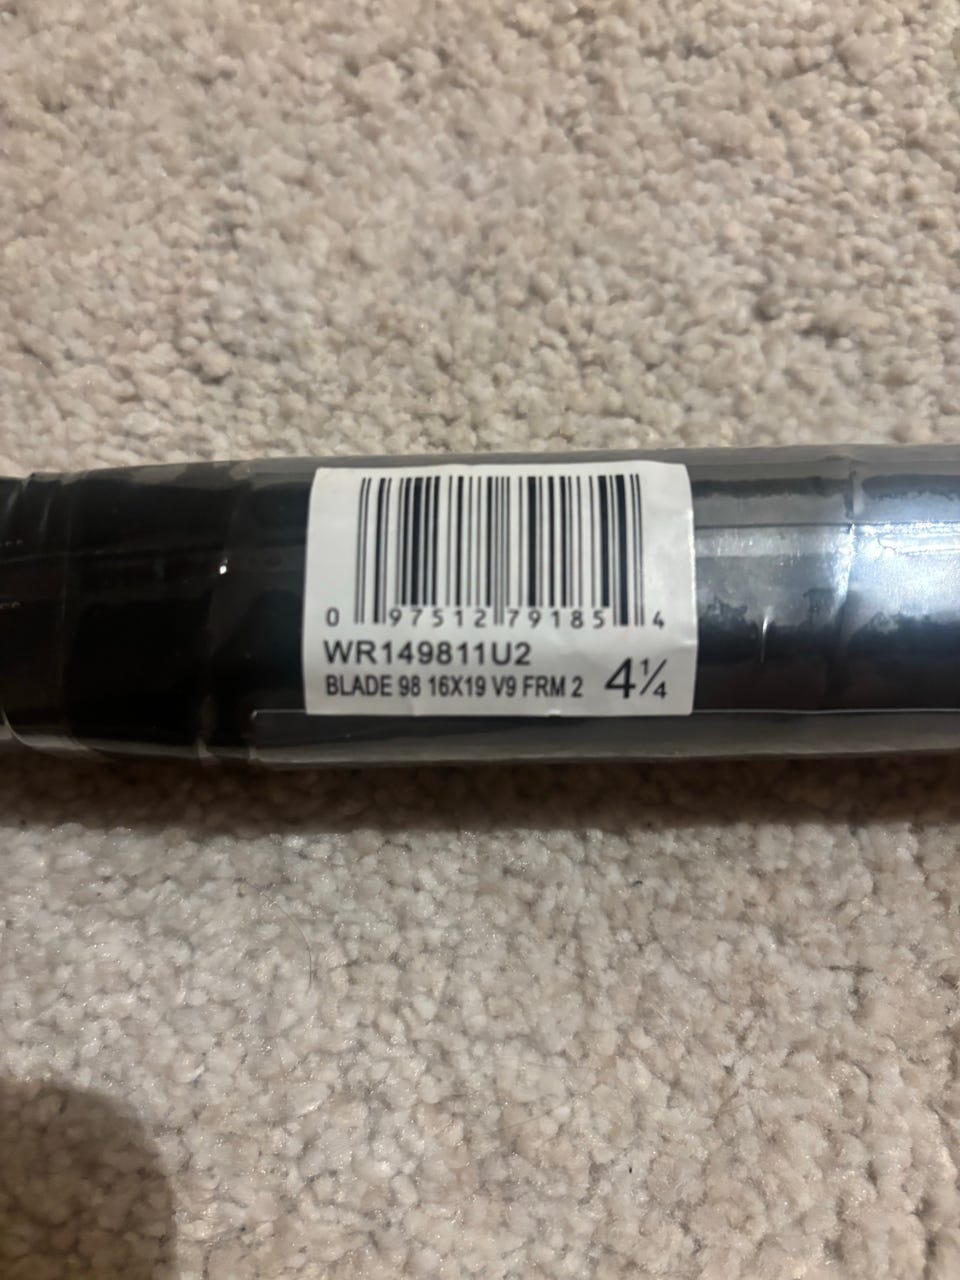 0 97512 79185 4
WR149811U2
BLADE 98 16X19 V9 FRM 2 4¼